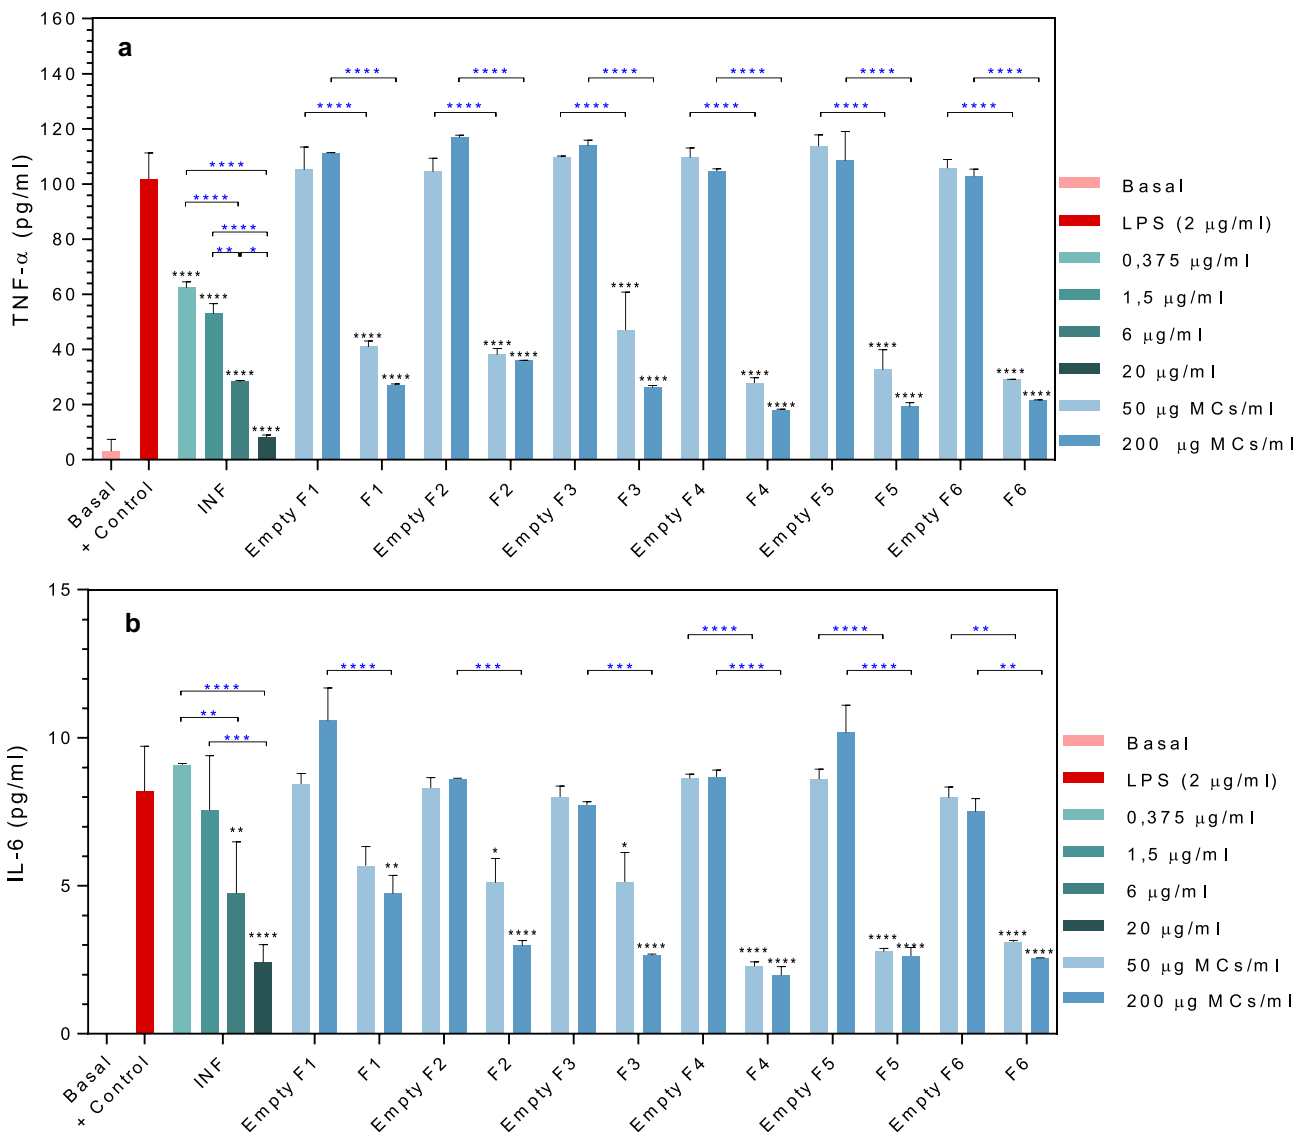 a
TNF-α (pg/ml)
160
140
120
100
80
60
40
20
0
**** **** **** **** **** ****
**** **** **** **** **** ****
****
****
****
** *
**** **** **** ****
**** ****
**** ****
**** ****
**** ****
**** ****
**** ****
Basal
+ Control
INF
Empty F1
F1
Empty F2
F2
Empty F3
F3
Empty F4
F4
Empty F5
F5
Empty F6
F6
Basal
LPS (2 μg/ml)
0,375 μg/ml
1,5 μg/ml
6 μg/ml
20 μg/ml
50 μg MCs/ml
200 μg MCs/ml
b
IL-6 (pg/ml)
15
10
5
0
**** **** **
**** *** *** **** **** **
****
**
***
** ****
**
* ****
* ****
**** ****
**** ****
**** ****
Basal
+ Control
INF
Empty F1
F1
Empty F2
F2
Empty F3
F3
Empty F4
F4
Empty F5
F5
Empty F6
F6
Basal
LPS (2 μg/ml)
0,375 μg/ml
1,5 μg/ml
6 μg/ml
20 μg/ml
50 μg MCs/ml
200 μg MCs/ml